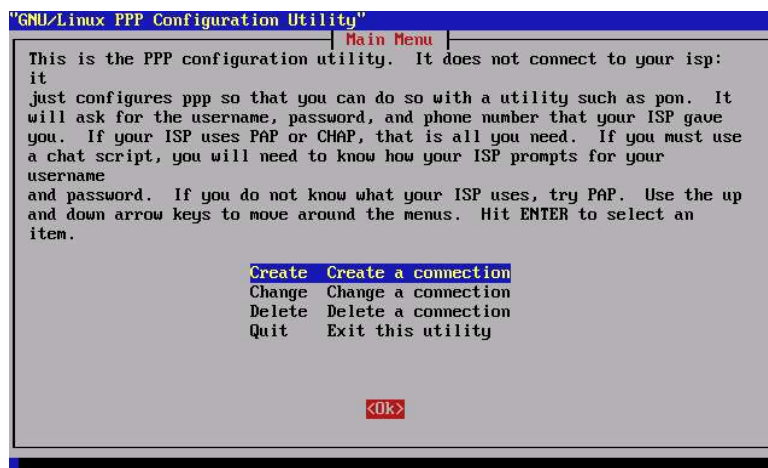 "GNU/Linux PPP Configuration Utility"
Main Menu
This is the PPP configuration utility.  It does not connect to your isp:
it
just configures ppp so that you can do so with a utility such as pon.  It
will ask for the username, password, and phone number that your ISP gave
you.  If your ISP uses PAP or CHAP, that is all you need.  If you must use
a chat script, you will need to know how your ISP prompts for your
username
and password.  If you do not know what your ISP uses, try PAP.  Use the up
and down arrow keys to move around the menus.  Hit ENTER to select an
item.
Create  Create a connection
Change  Change a connection
Delete  Delete a connection
Quit    Exit this utility
<Ok>